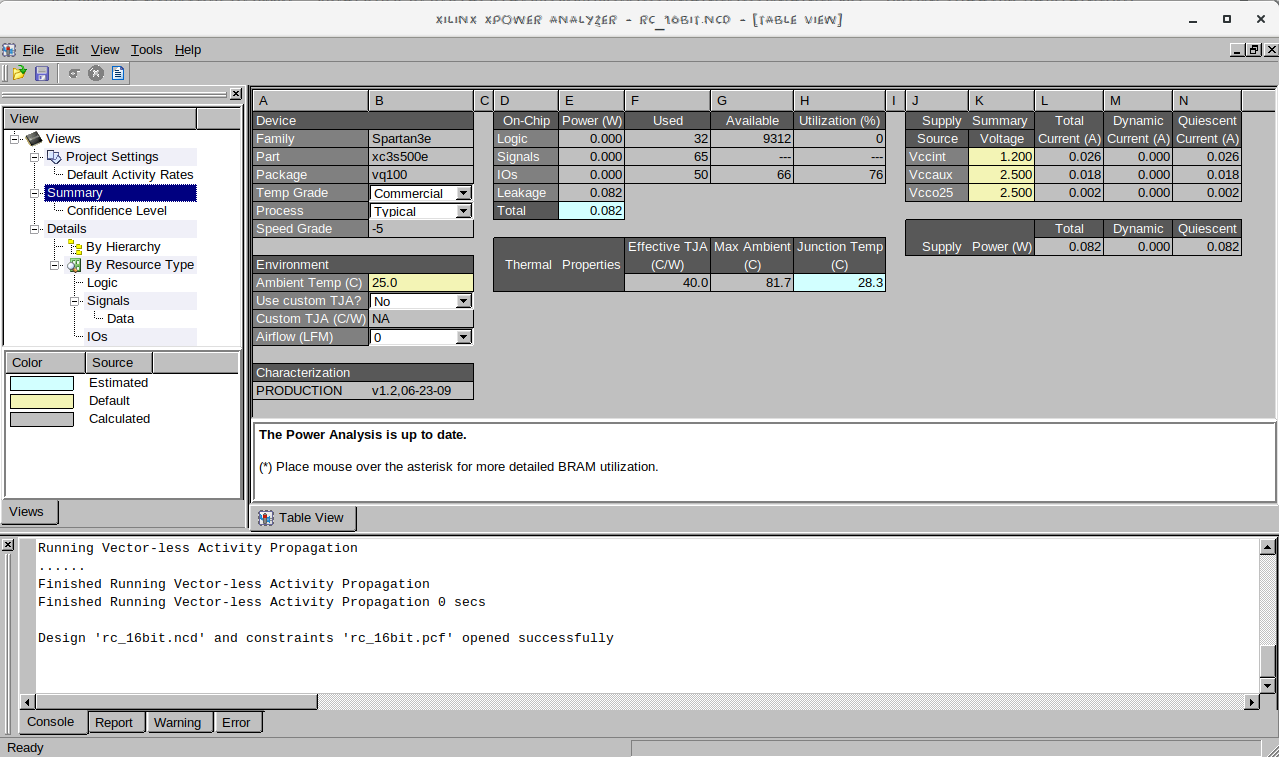 XILINX XPOWER ANALYZER - RC_16BIT.NCD - [TABLE VIEW]
File Edit View Tools Help
View
Views
Project Settings
Default Activity Rates
Summary
Confidence Level
Details
By Hierarchy
By Resource Type
Logic
Signals
Data
IOs
Color Source
Estimated
Default
Calculated
Views
A B C D E F G H I J K L M N
Device
Family Spartan3e
Part xc3s500e
Package vq100
Temp Grade Commercial
Process Typical
Speed Grade -5
Environment
Ambient Temp (C) 25.0
Use custom TJA? No
Custom TJA (C/W) NA
Airflow (LFM) 0
Characterization
PRODUCTION v1.2,06-23-09
On-Chip Power (W) Used Available Utilization (%)
Logic 0.000 32 9312 0
Signals 0.000 65 --- ---
IOs 0.000 50 66 76
Leakage 0.082
Total 0.082
Effective TJA Max Ambient Junction Temp
Thermal Properties (C/W) (C) (C)
40.0 81.7 28.3
Supply Summary Total Dynamic Quiescent
Source Voltage Current (A) Current (A) Current (A)
Vccint 1.200 0.026 0.000 0.026
Vccaux 2.500 0.018 0.000 0.018
Vcco25 2.500 0.002 0.000 0.002
Total Dynamic Quiescent
Supply Power (W) 0.082 0.000 0.082
The Power Analysis is up to date.
(*) Place mouse over the asterisk for more detailed BRAM utilization.
Table View
Running Vector-less Activity Propagation
......
Finished Running Vector-less Activity Propagation
Finished Running Vector-less Activity Propagation 0 secs
Design 'rc_16bit.ncd' and constraints 'rc_16bit.pcf' opened successfully
Console Report Warning Error
Ready